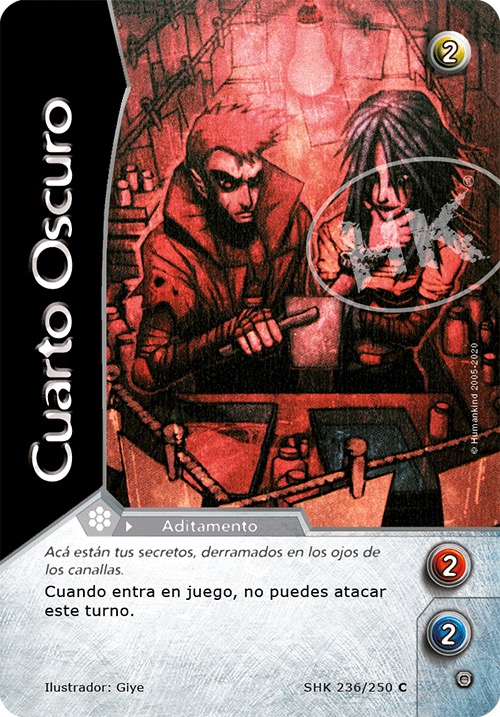 2
Cuarto Oscuro
HK®
© Humankind 2005-2020
Aditamento
Acá están tus secretos, derramados en los ojos de
los canallas.
Cuando entra en juego, no puedes atacar
este turno.
2
2
Ilustrador: Giye
SHK 236/250 C